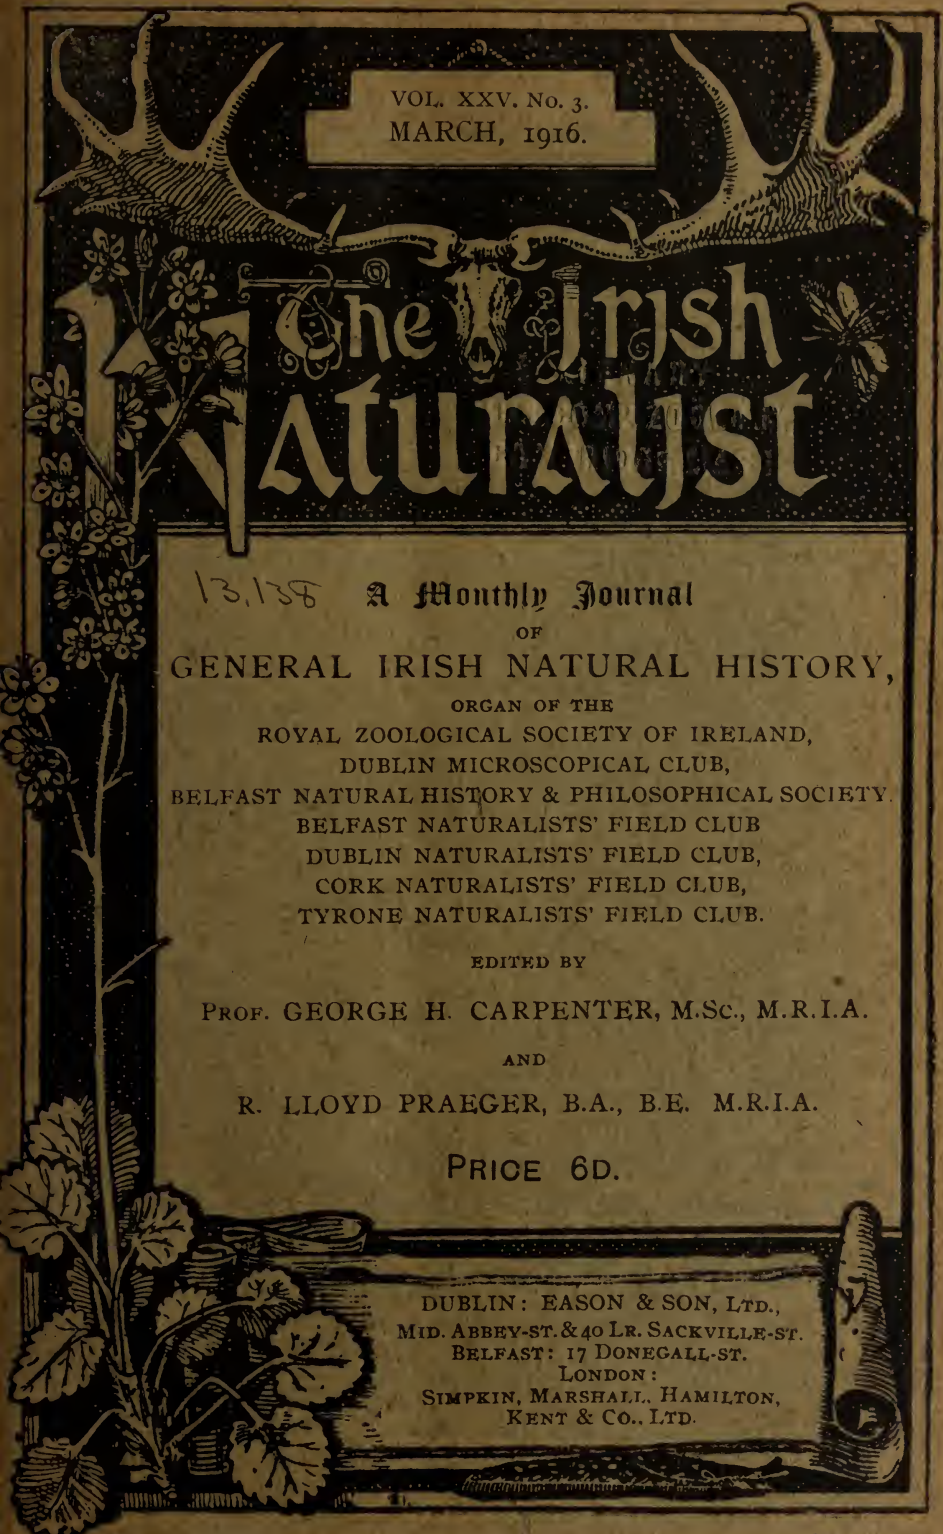 VOL. XXV. No. 3.
MARCH, 1916.
The Irish
Naturalist
13,138 A Monthly Journal
OF
GENERAL IRISH NATURAL HISTORY,
ORGAN OF THE
ROYAL ZOOLOGICAL SOCIETY OF IRELAND,
DUBLIN MICROSCOPICAL CLUB,
BELFAST NATURAL HISTORY & PHILOSOPHICAL SOCIETY.
BELFAST NATURALISTS' FIELD CLUB
DUBLIN NATURALISTS' FIELD CLUB,
CORK NATURALISTS' FIELD CLUB,
TYRONE NATURALISTS' FIELD CLUB.
EDITED BY
PROF. GEORGE H. CARPENTER, M.Sc., M.R.I.A.
AND
R. LLOYD PRAEGER, B.A., B.E. M.R.I.A.
PRICE 6D.
DUBLIN: EASON & SON, LTD.,
MID. ABBEY-ST. & 40 LR. SACKVILLE-ST.
BELFAST: 17 DONEGALL-ST.
LONDON:
SIMPKIN, MARSHALL, HAMILTON,
KENT & CO., LTD.